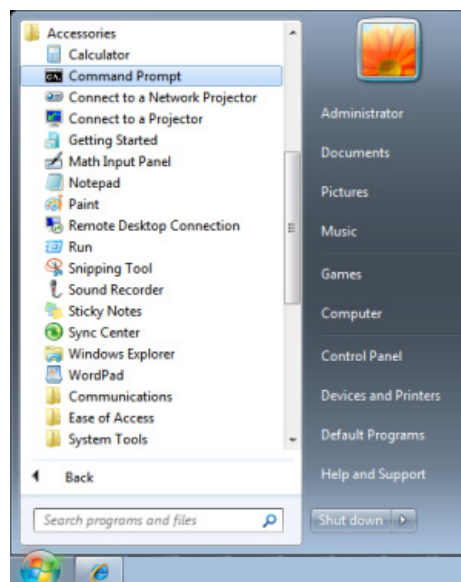 Accessories
Calculator
Command Prompt
Connect to a Network Projector
Connect to a Projector
Getting Started
Math Input Panel
Notepad
Paint
Remote Desktop Connection
Run
Snipping Tool
Sound Recorder
Sticky Notes
Sync Center
Windows Explorer
WordPad
Communications
Ease of Access
System Tools
Back
Search programs and files
Administrator
Documents
Pictures
Music
Games
Computer
Control Panel
Devices and Printers
Default Programs
Help and Support
Shut down